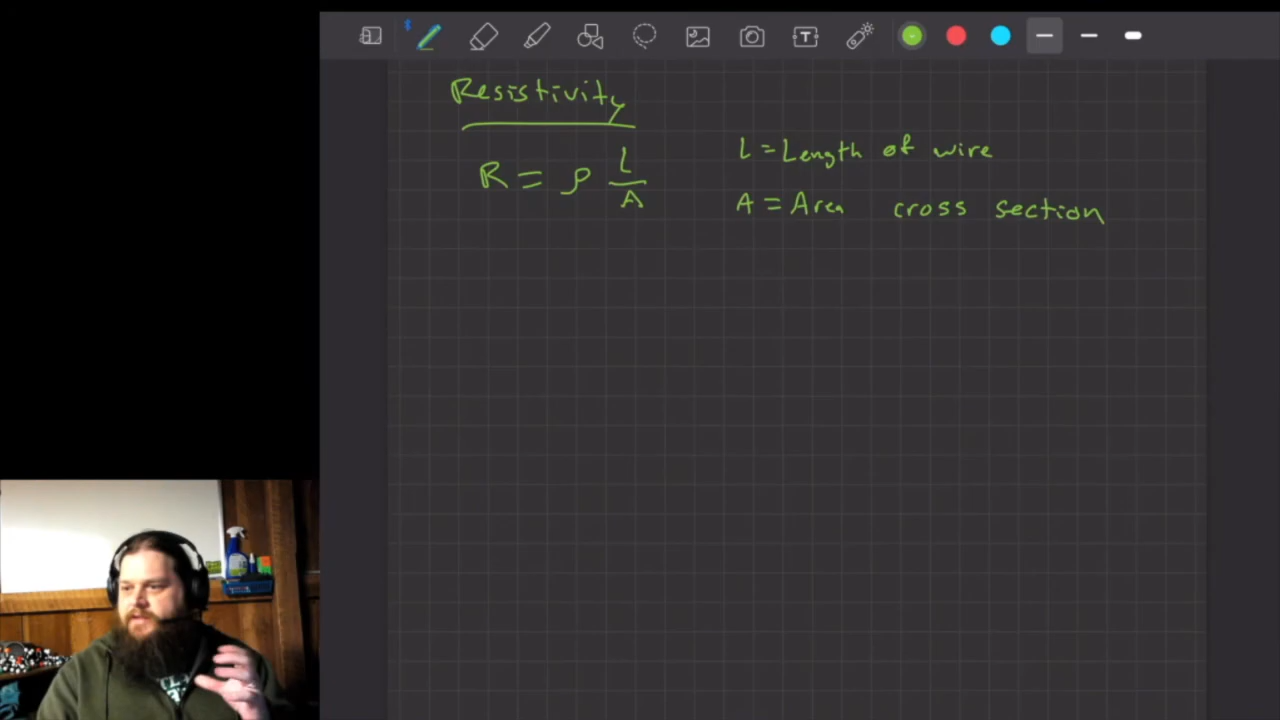 Resistivity
R = ρ L/A
L = Length of wire
A = Area cross section